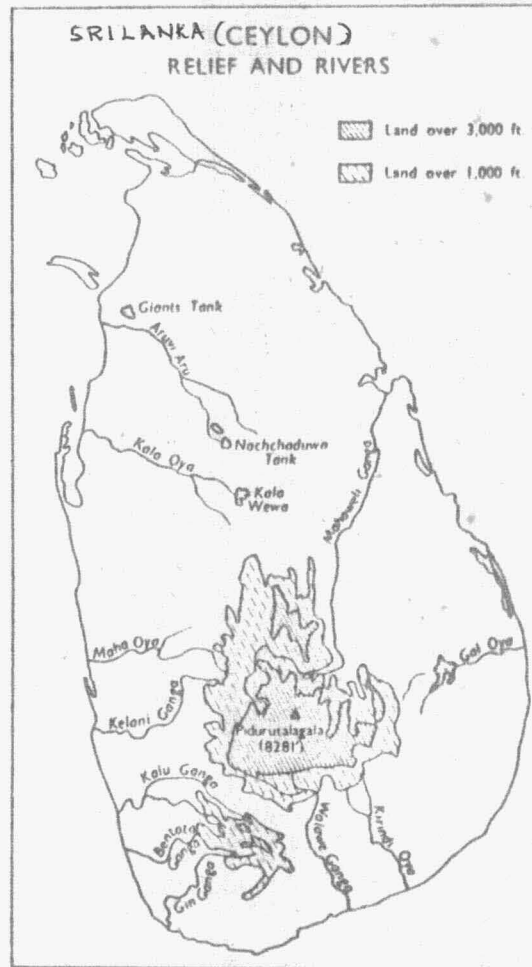 SRILANKA (CEYLON)
RELIEF AND RIVERS
Land over 3,000 ft.
Land over 1,000 ft.
Giants Tank
Aruvi Aru
Nachchaduwa
Tank
Kala Oya
Kala
Wewa
Mahaweli Ganga
Maha Oya
Gal Oya
Kelani Ganga
Pidurutalagala
(8281')
Kalu Ganga
Bentota
Ganga
Gin Ganga
Walawe Ganga
Kirindi Oya